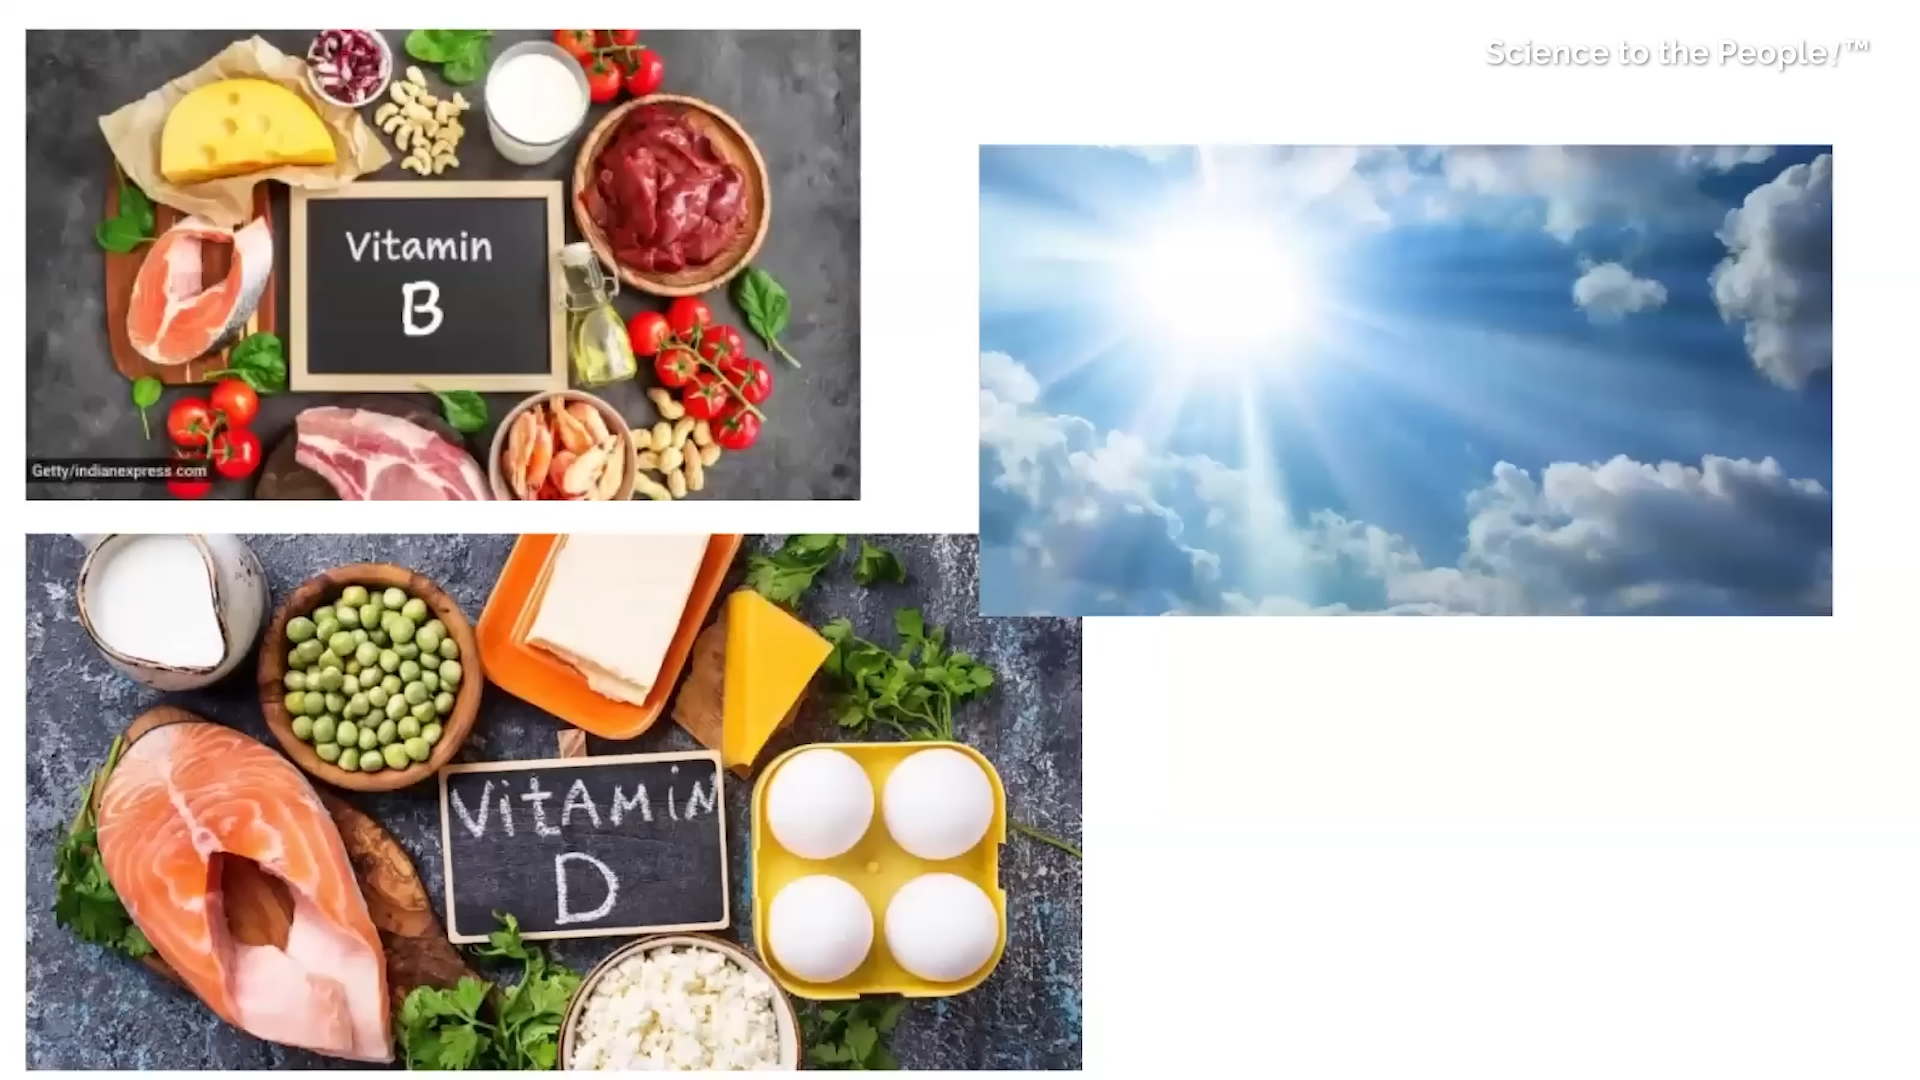 Science to the People!™
Vitamin
B
Getty/indianexpress.com
VitAMiN
D